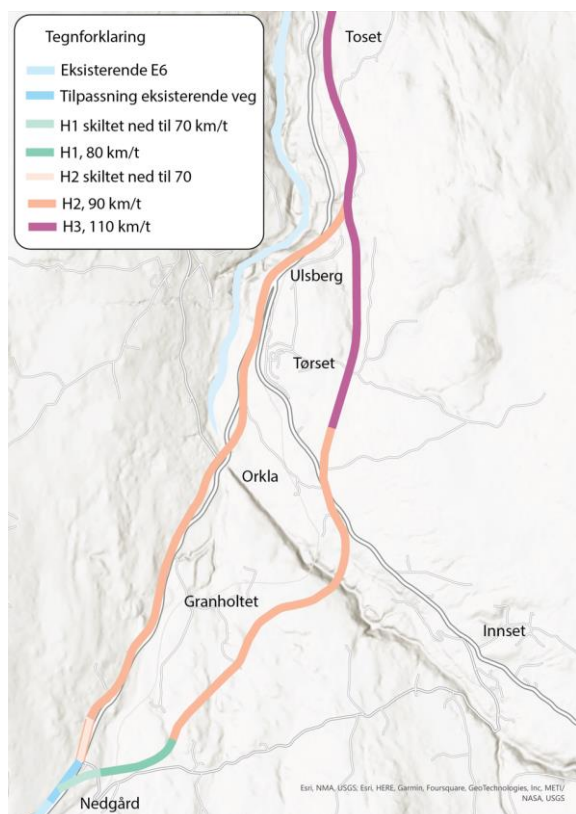 Tegnforklaring
Eksisterende E6
Tilpassning eksisterende veg
H1 skiltet ned til 70 km/t
H1, 80 km/t
H2 skiltet ned til 70
H2, 90 km/t
H3, 110 km/t
Toset
Ulsberg
Tørset
Orkla
Granholtet
Innset
Nedgård
Esri, NMA, USGS; Esri, HERE, Garmin, Foursquare, GeoTechnologies, Inc, METI/
NASA, USGS